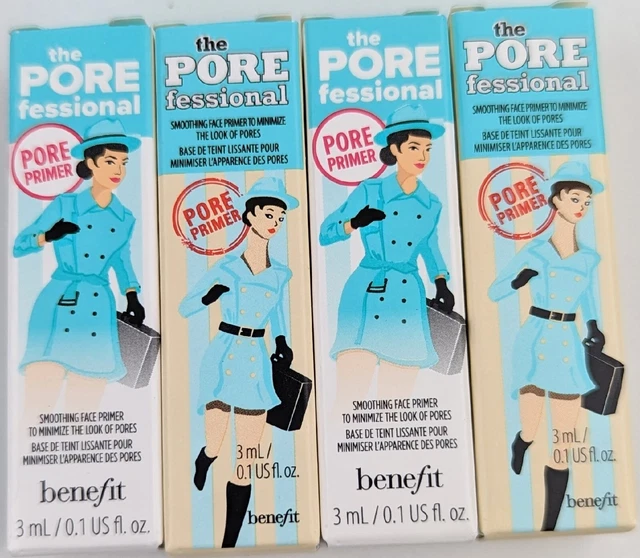 the
PORE
fessional
PORE
PRIMER
SMOOTHING FACE PRIMER
TO MINIMIZE THE LOOK OF PORES
BASE DE TEINT LISSANTE POUR
MINIMISER L'APPARENCE DES PORES
benefit
3 mL / 0.1 US fl. oz.
the
PORE
fessional
SMOOTHING FACE PRIMER TO MINIMIZE
THE LOOK OF PORES
BASE DE TEINT LISSANTE POUR
MINIMISER L'APPARENCE DES PORES
PORE
PRIMER
3 mL /
0.1 US fl. oz.
benefit
the
PORE
fessional
PORE
PRIMER
SMOOTHING FACE PRIMER
TO MINIMIZE THE LOOK OF PORES
BASE DE TEINT LISSANTE POUR
MINIMISER L'APPARENCE DES PORES
benefit
3 mL / 0.1 US fl. oz.
the
PORE
fessional
SMOOTHING FACE PRIMER TO MINIMIZE
THE LOOK OF PORES
BASE DE TEINT LISSANTE POUR
MINIMISER L'APPARENCE DES PORES
PORE
PRIMER
3 mL /
0.1 US fl. oz.
benefit